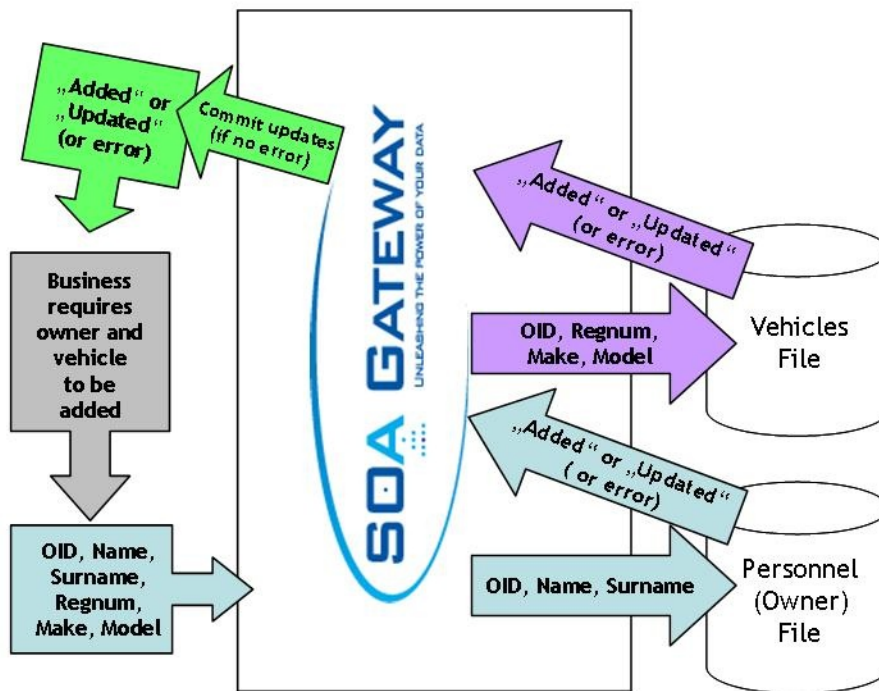 „Added“ or
„Updated“
(or error)
Commit updates
(if no error)
Business
requires
owner and
vehicle
to be
added
OID, Name,
Surname,
Regnum,
Make, Model
SOA GATEWAY
UNLEASHING THE POWER OF YOUR DATA
„Added“ or „Updated“
(or error)
OID, Regnum,
Make, Model
Vehicles
File
„Added“ or „Updated“
( or error)
OID, Name, Surname
Personnel
(Owner)
File